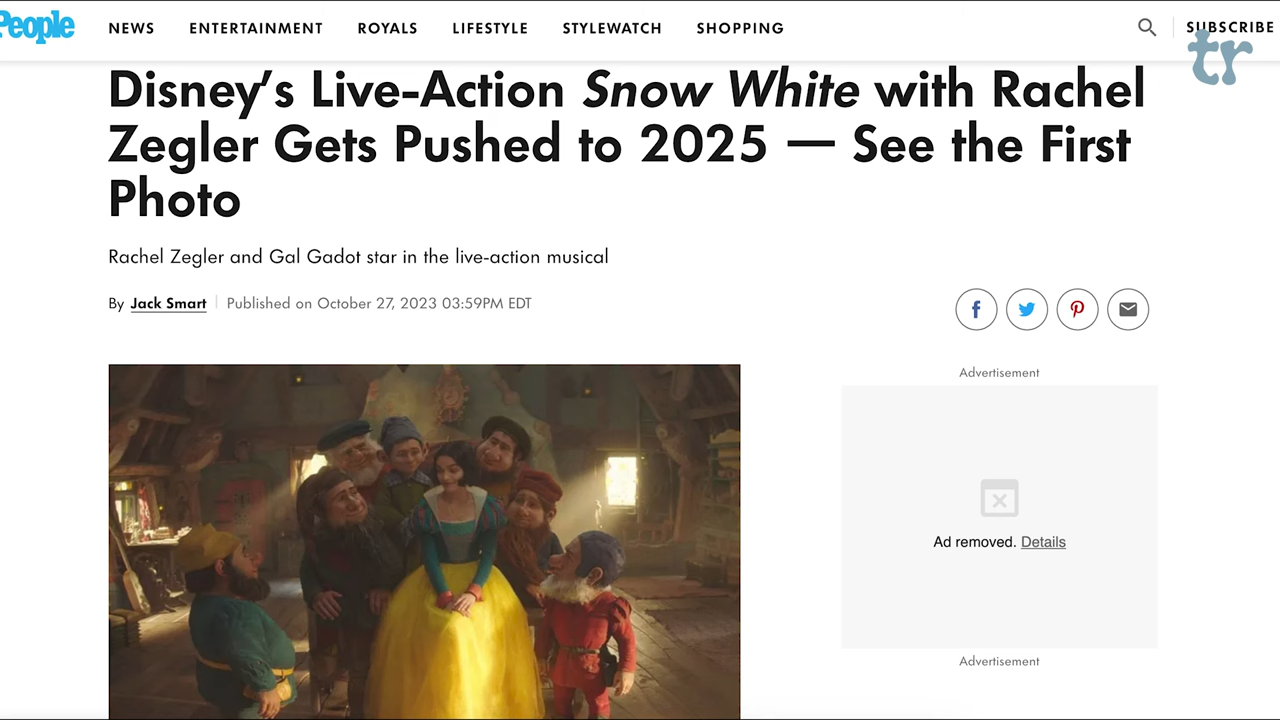 People NEWS ENTERTAINMENT ROYALS LIFESTYLE STYLEWATCH SHOPPING SUBSCRIBE
tr
Disney's Live-Action Snow White with Rachel
Zegler Gets Pushed to 2025 — See the First
Photo
Rachel Zegler and Gal Gadot star in the live-action musical
By Jack Smart Published on October 27, 2023 03:59PM EDT
Advertisement
Ad removed. Details
Advertisement